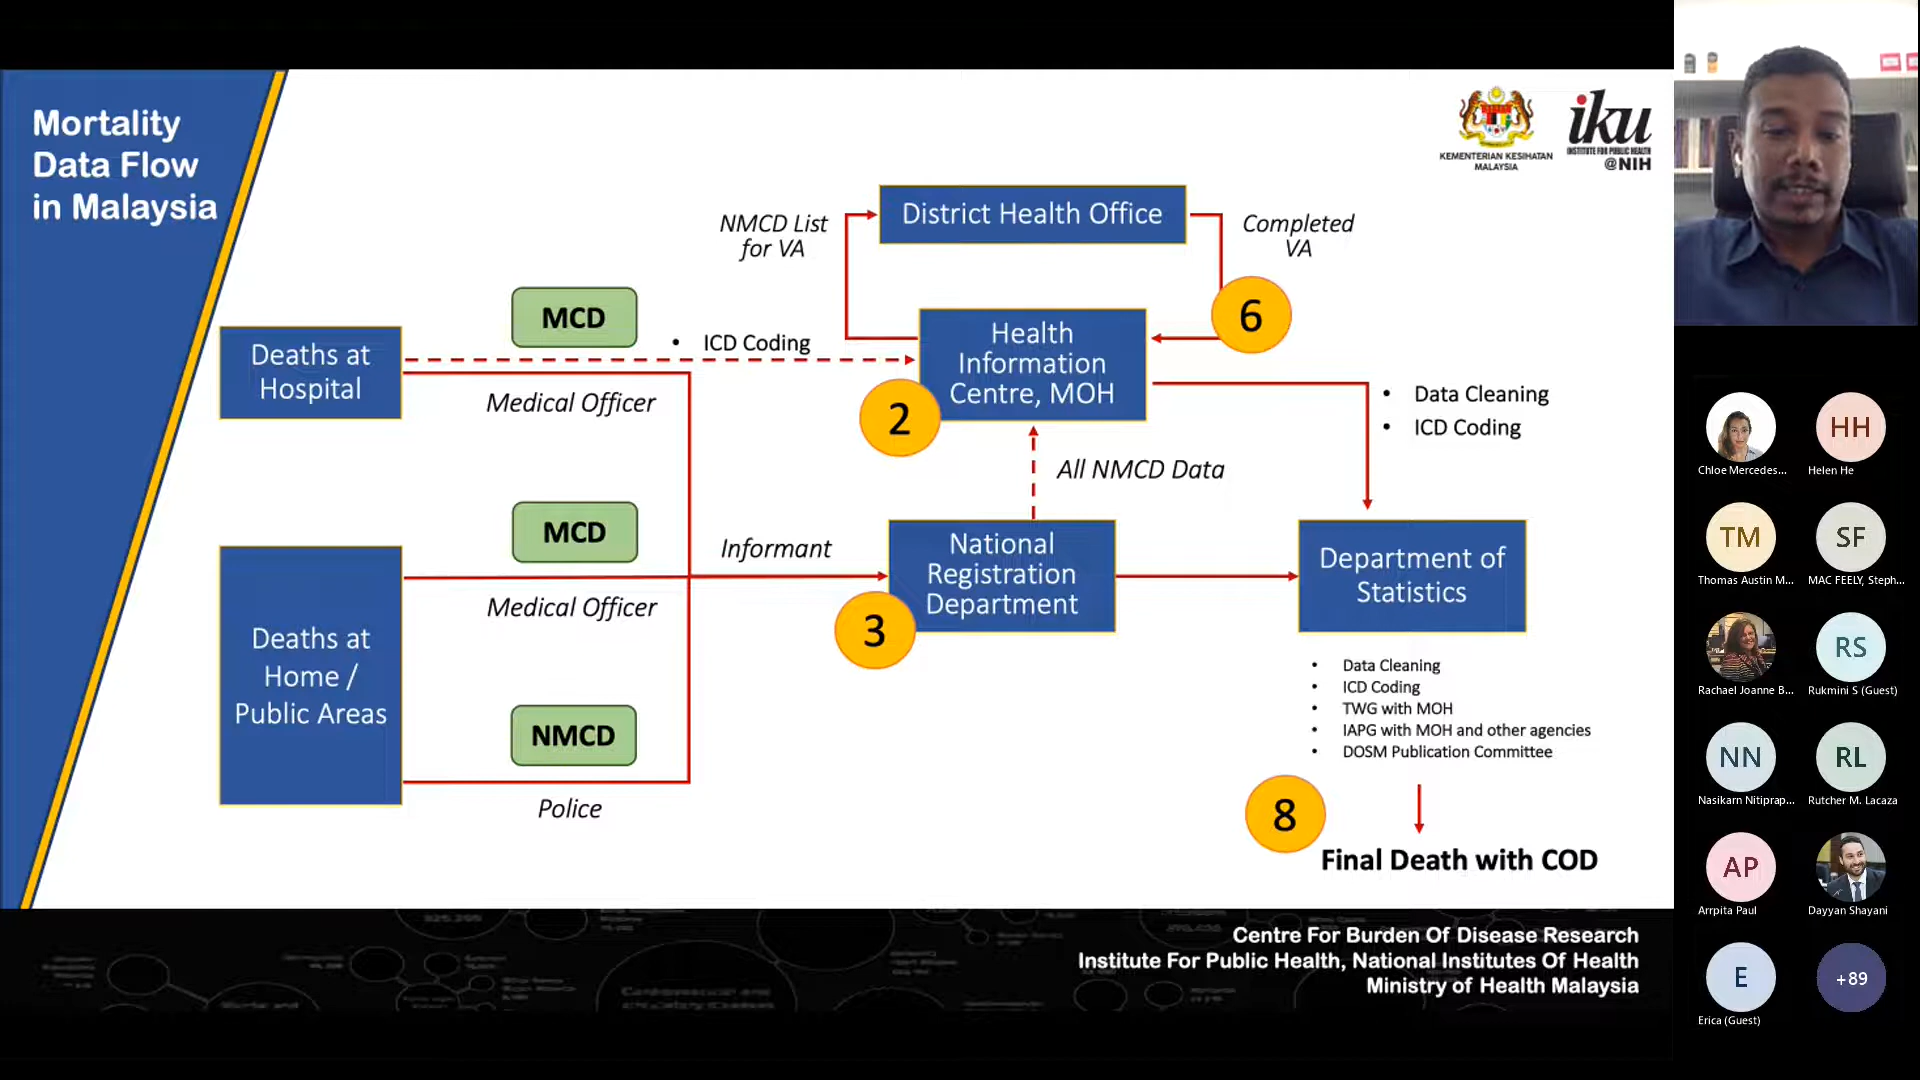 Mortality
Data Flow
in Malaysia
KEMENTERIAN KESIHATAN
MALAYSIA
iku
INSTITUTE FOR PUBLIC HEALTH
@NIH
NMCD List
for VA
District Health Office
Completed
VA
6
MCD
• ICD Coding
Deaths at
Hospital
Medical Officer
Health
Information
Centre, MOH
2
• Data Cleaning
• ICD Coding
All NMCD Data
MCD
Informant
Medical Officer
National
Registration
Department
3
Department of
Statistics
Deaths at
Home /
Public Areas
NMCD
Police
• Data Cleaning
• ICD Coding
• TWG with MOH
• IAPG with MOH and other agencies
• DOSM Publication Committee
8
Final Death with COD
Centre For Burden Of Disease Research
Institute For Public Health, National Institutes Of Health
Ministry of Health Malaysia
Chloe Mercedes...
HH
Helen He
TM
Thomas Austin M...
SF
MAC FEELY, Steph...
Rachael Joanne B...
RS
Rukmini S (Guest)
NN
Nasikarn Nitiprap...
RL
Rutcher M. Lacaza
AP
Arrpita Paul
Dayyan Shayani
E
Erica (Guest)
+89